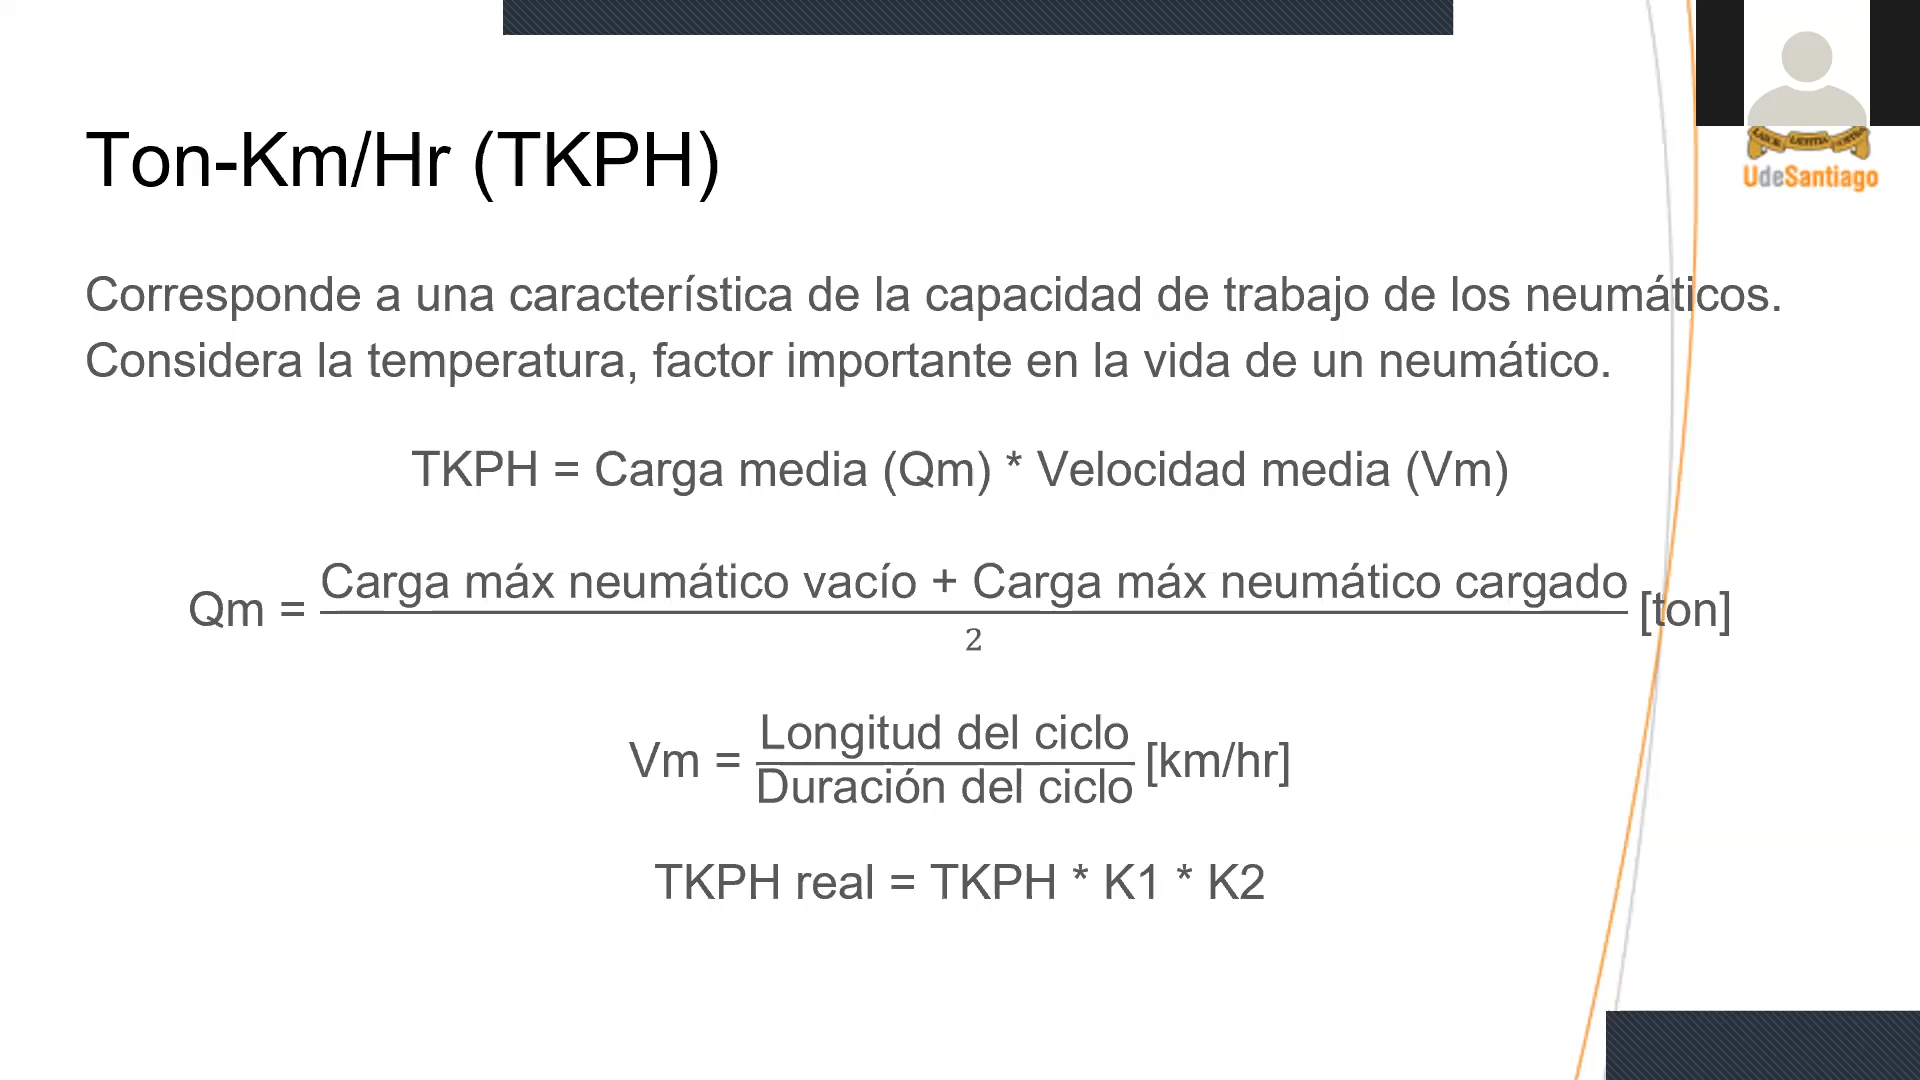 Ton-Km/Hr (TKPH)
UdeSantiago
Corresponde a una característica de la capacidad de trabajo de los neumáticos.
Considera la temperatura, factor importante en la vida de un neumático.
TKPH = Carga media (Qm) * Velocidad media (Vm)
Qm = Carga máx neumático vacío + Carga máx neumático cargado [ton]
2
Vm = Longitud del ciclo [km/hr]
Duración del ciclo
TKPH real = TKPH * K1 * K2